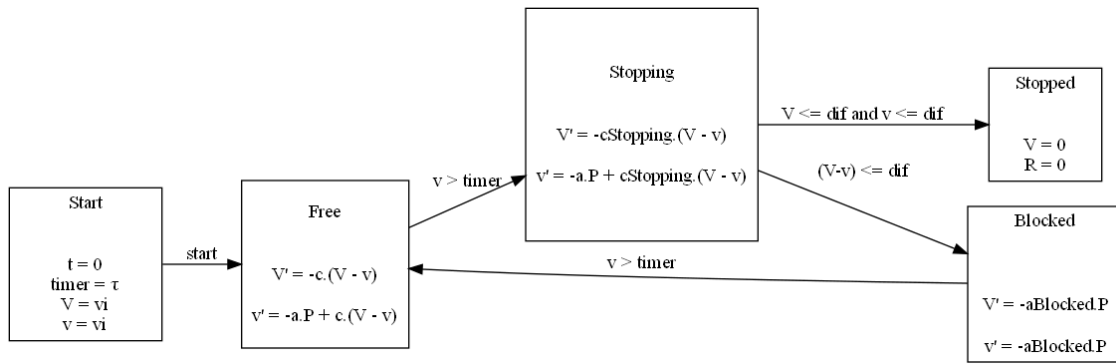 Start
t = 0
timer = τ
V = vi
v = vi
start
Free
V' = -c.(V - v)
v' = -a.P + c.(V - v)
v > timer
Stopping
V' = -cStopping.(V - v)
v' = -a.P + cStopping.(V - v)
V <= dif and v <= dif
Stopped
V = 0
R = 0
(V-v) <= dif
Blocked
V' = -aBlocked.P
v' = -aBlocked.P
v > timer